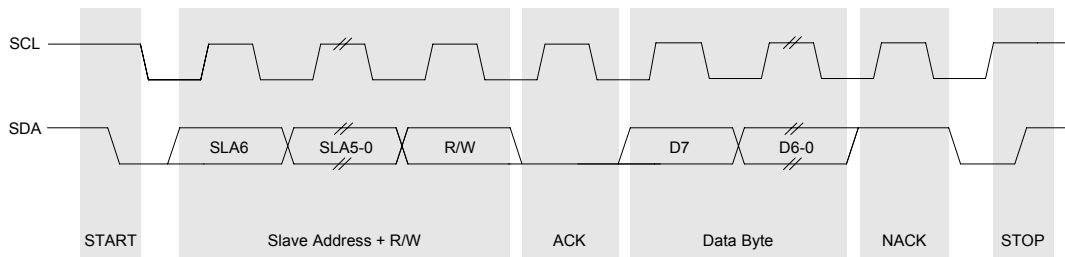 SCL
SDA
SLA6 SLA5-0 R/W D7 D6-0
START Slave Address + R/W ACK Data Byte NACK STOP